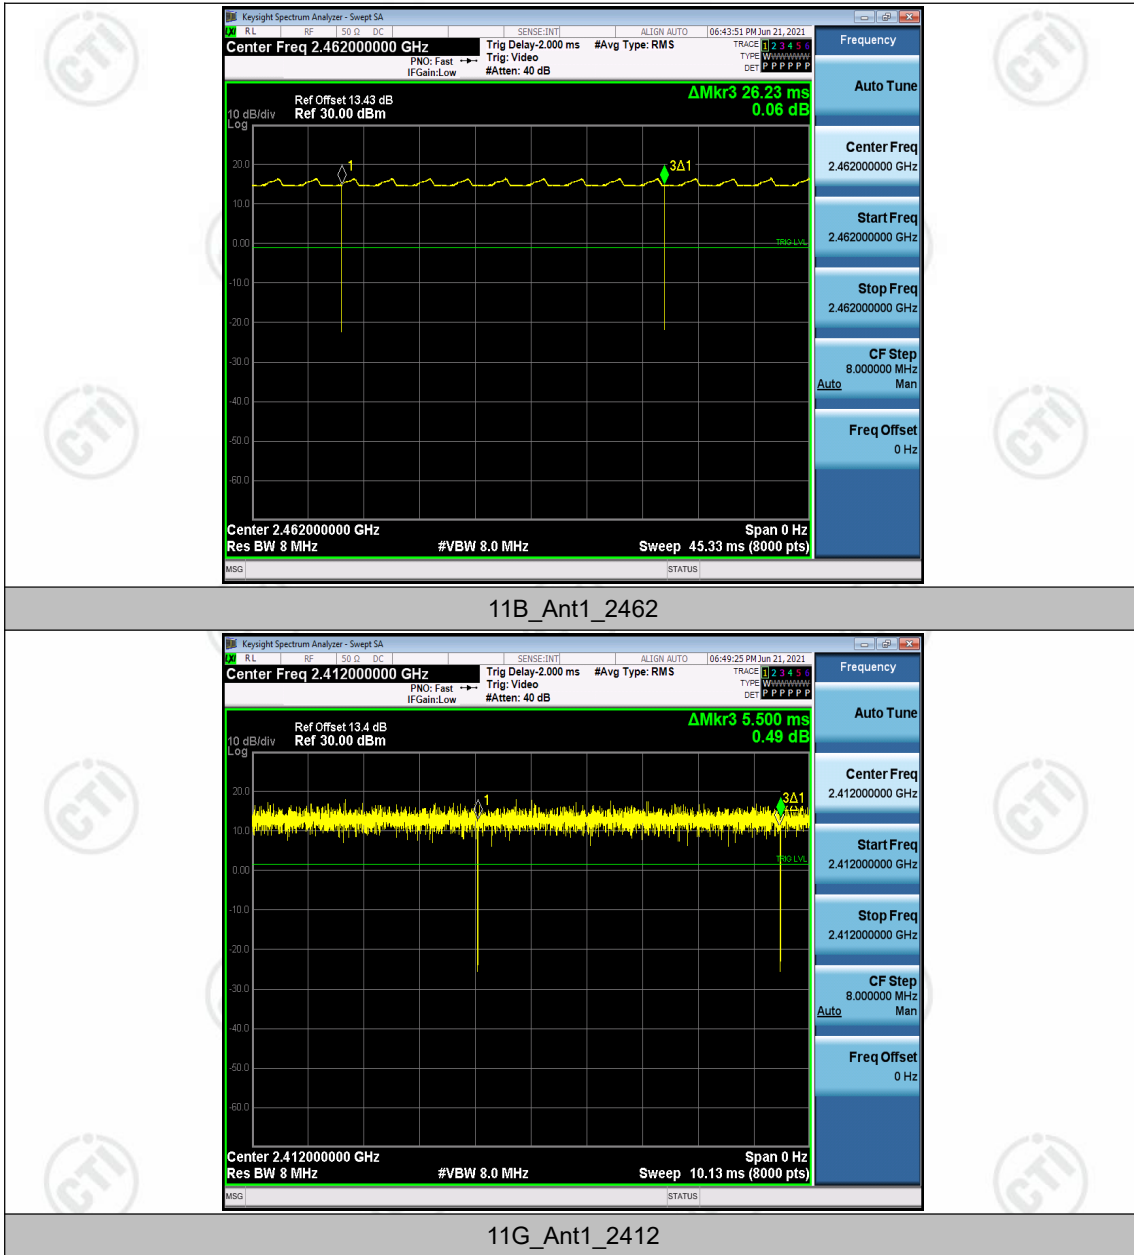 Keysight Spectrum Analyzer - Swept SA
LXI RL RF 50 Ω DC SENSE:INT ALIGN AUTO 06:43:51 PM Jun 21, 2021
Center Freq 2.462000000 GHz Trig Delay-2.000 ms #Avg Type: RMS TRACE 1 2 3 4 5 6
PNO: Fast Trig: Video TYPE WWWWWW
IFGain:Low #Atten: 40 dB DET P P P P P P
Frequency
ΔMkr3 26.23 ms
0.06 dB
Ref Offset 13.43 dB
10 dB/div Ref 30.00 dBm
Log
1
3Δ1
20.0
10.0
0.00
TRIG LVL
-10.0
-20.0
-30.0
-40.0
-50.0
-60.0
Center 2.462000000 GHz Span 0 Hz
Res BW 8 MHz #VBW 8.0 MHz Sweep 45.33 ms (8000 pts)
MSG STATUS
Auto Tune
Center Freq
2.462000000 GHz
Start Freq
2.462000000 GHz
Stop Freq
2.462000000 GHz
CF Step
8.000000 MHz
Auto Man
Freq Offset
0 Hz
11B_Ant1_2462
Keysight Spectrum Analyzer - Swept SA
LXI RL RF 50 Ω DC SENSE:INT ALIGN AUTO 06:49:25 PM Jun 21, 2021
Center Freq 2.412000000 GHz Trig Delay-2.000 ms #Avg Type: RMS TRACE 1 2 3 4 5 6
PNO: Fast Trig: Video TYPE WWWWWW
IFGain:Low #Atten: 40 dB DET P P P P P P
Frequency
ΔMkr3 5.500 ms
0.49 dB
Ref Offset 13.4 dB
10 dB/div Ref 30.00 dBm
Log
1
3Δ1
20.0
10.0
0.00
TRIG LVL
-10.0
-20.0
-30.0
-40.0
-50.0
-60.0
Center 2.412000000 GHz Span 0 Hz
Res BW 8 MHz #VBW 8.0 MHz Sweep 10.13 ms (8000 pts)
MSG STATUS
Auto Tune
Center Freq
2.412000000 GHz
Start Freq
2.412000000 GHz
Stop Freq
2.412000000 GHz
CF Step
8.000000 MHz
Auto Man
Freq Offset
0 Hz
11G_Ant1_2412
CTI
CTI
CTI
CTI
CTI
CTI
CTI
CTI